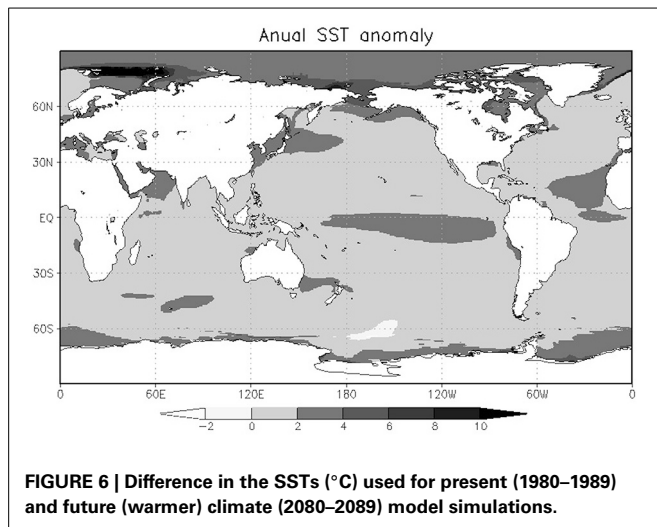 Anual SST anomaly
60N
30N
EQ
30S
60S
0 60E 120E 180 120W 60W 0
-2 0 2 4 6 8 10
FIGURE 6 | Difference in the SSTs (°C) used for present (1980–1989)
and future (warmer) climate (2080–2089) model simulations.